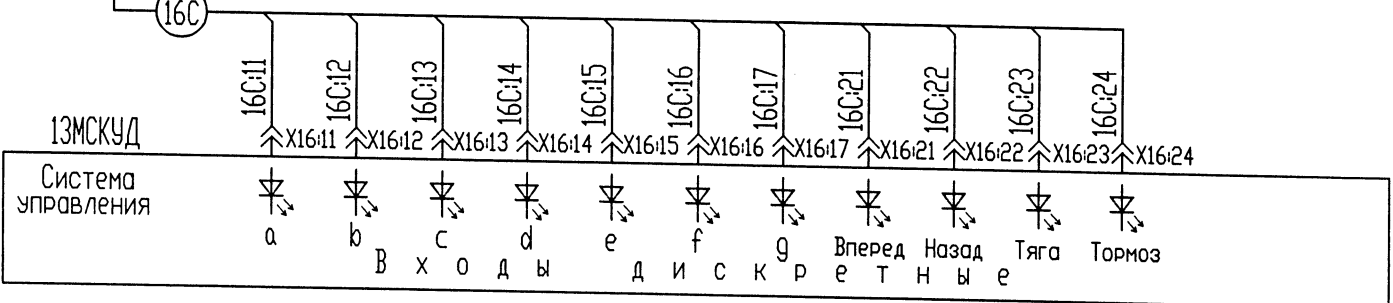 16С
16С:11 16С:12 16С:13 16С:14 16С:15 16С:16 16С:17 16С:21 16С:22 16С:23 16С:24
13МСКУД X16:11 X16:12 X16:13 X16:14 X16:15 X16:16 X16:17 X16:21 X16:22 X16:23 X16:24
Система
управления
a b c d e f g Вперед Назад Тяга Тормоз
Входы дискретные